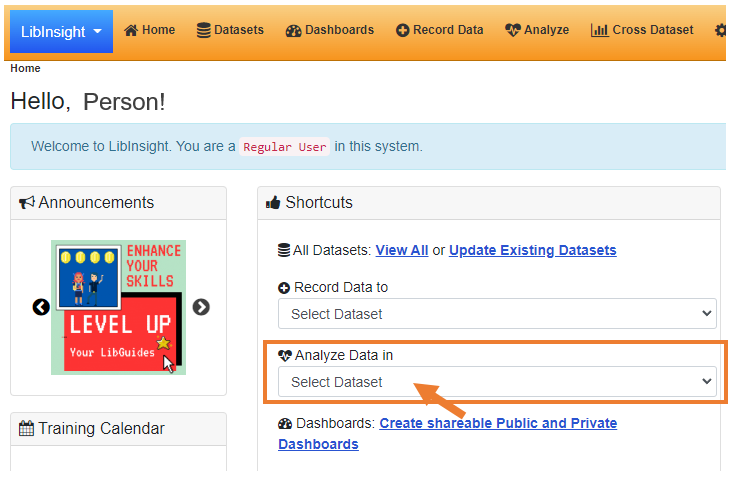 LibInsight Home Datasets Dashboards Record Data Analyze Cross Dataset
Home
Hello, Person!
Welcome to LibInsight. You are a Regular User in this system.
Announcements
ENHANCE
YOUR
SKILLS
LEVEL UP
Your LibGuides
Training Calendar
Shortcuts
All Datasets: View All or Update Existing Datasets
Record Data to
Select Dataset
Analyze Data in
Select Dataset
Dashboards: Create shareable Public and Private
Dashboards